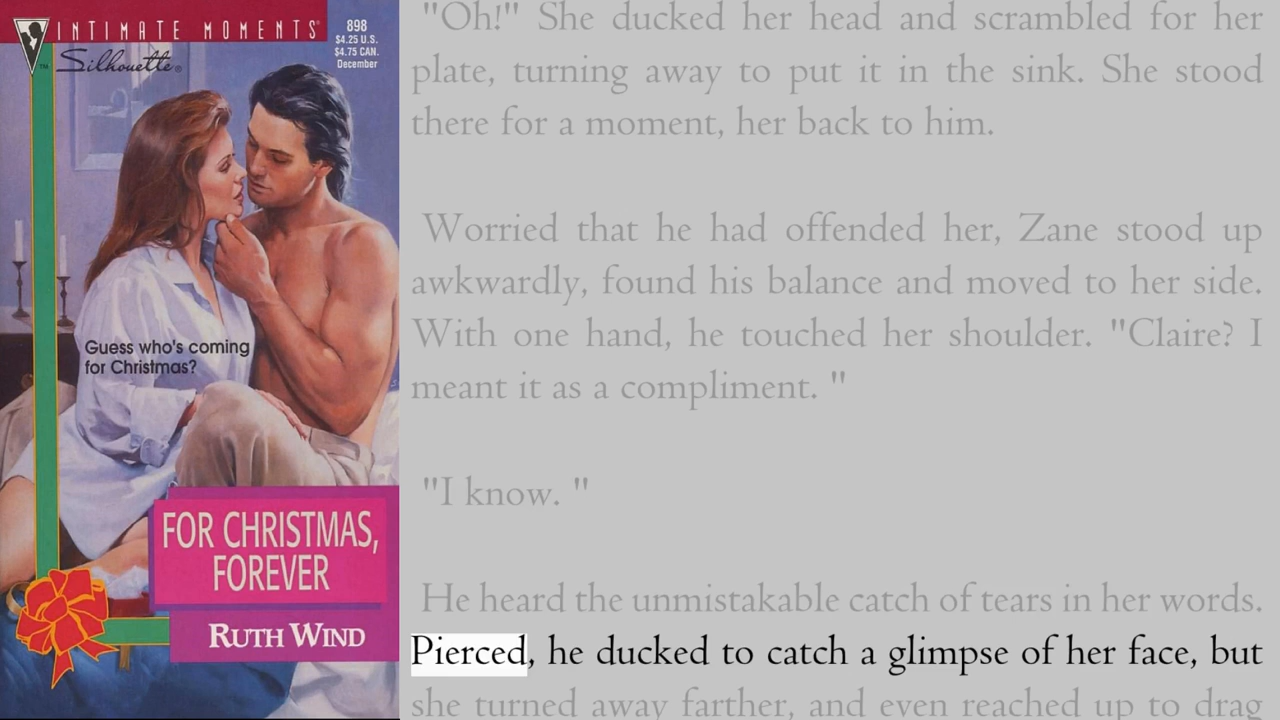 INTIMATE MOMENTS®
Silhouette®
TM
898
$4.25 U.S.
$4.75 CAN.
December
Guess who's coming
for Christmas?
FOR CHRISTMAS,
FOREVER
RUTH WIND
"Oh!" She ducked her head and scrambled for her
plate, turning away to put it in the sink. She stood
there for a moment, her back to him.
Worried that he had offended her, Zane stood up
awkwardly, found his balance and moved to her side.
With one hand, he touched her shoulder. "Claire? I
meant it as a compliment. "
"I know. "
He heard the unmistakable catch of tears in her words.
Pierced, he ducked to catch a glimpse of her face, but
she turned away farther, and even reached up to drag